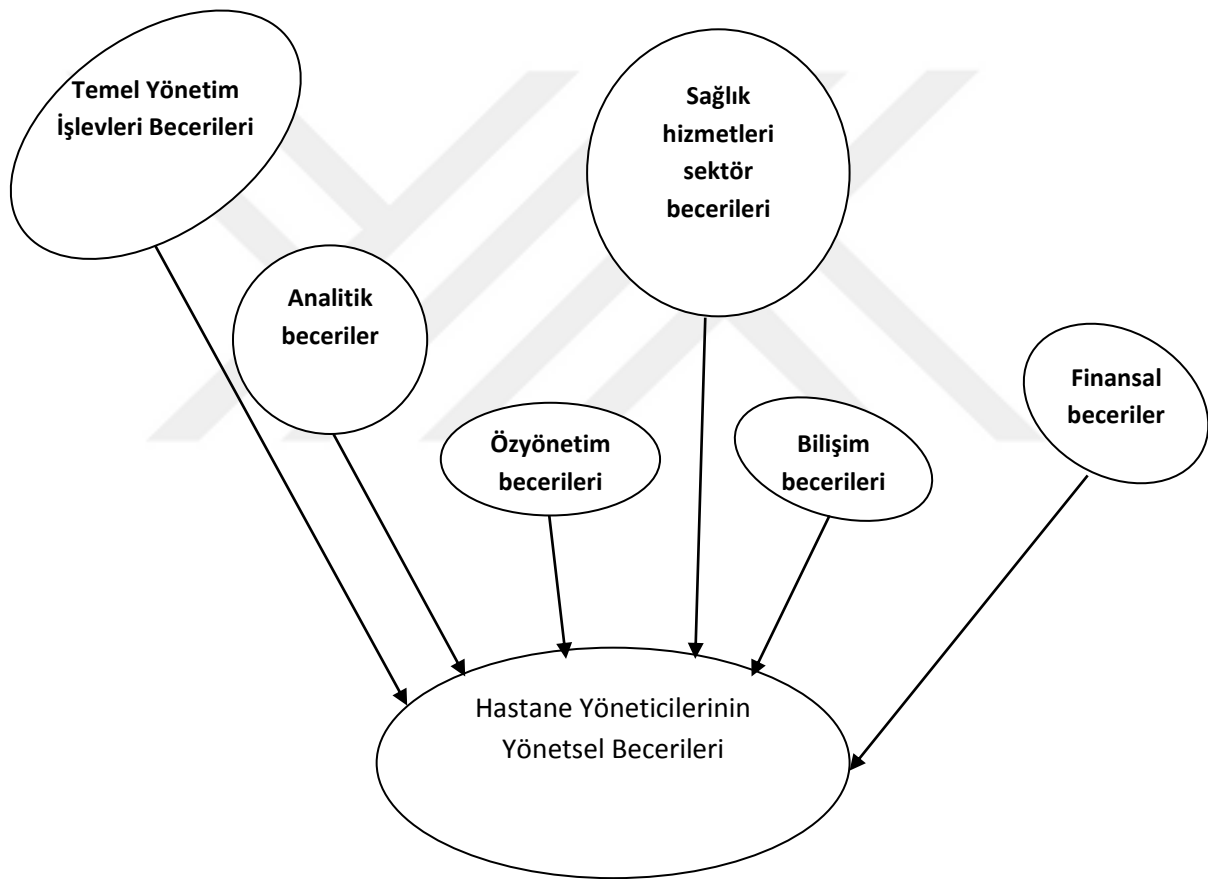 Temel Yönetim
İşlevleri Becerileri
Sağlık
hizmetleri
sektör
becerileri
Analitik
beceriler
Finansal
beceriler
Özyönetim
becerileri
Bilişim
becerileri
Hastane Yöneticilerinin
Yönetsel Becerileri